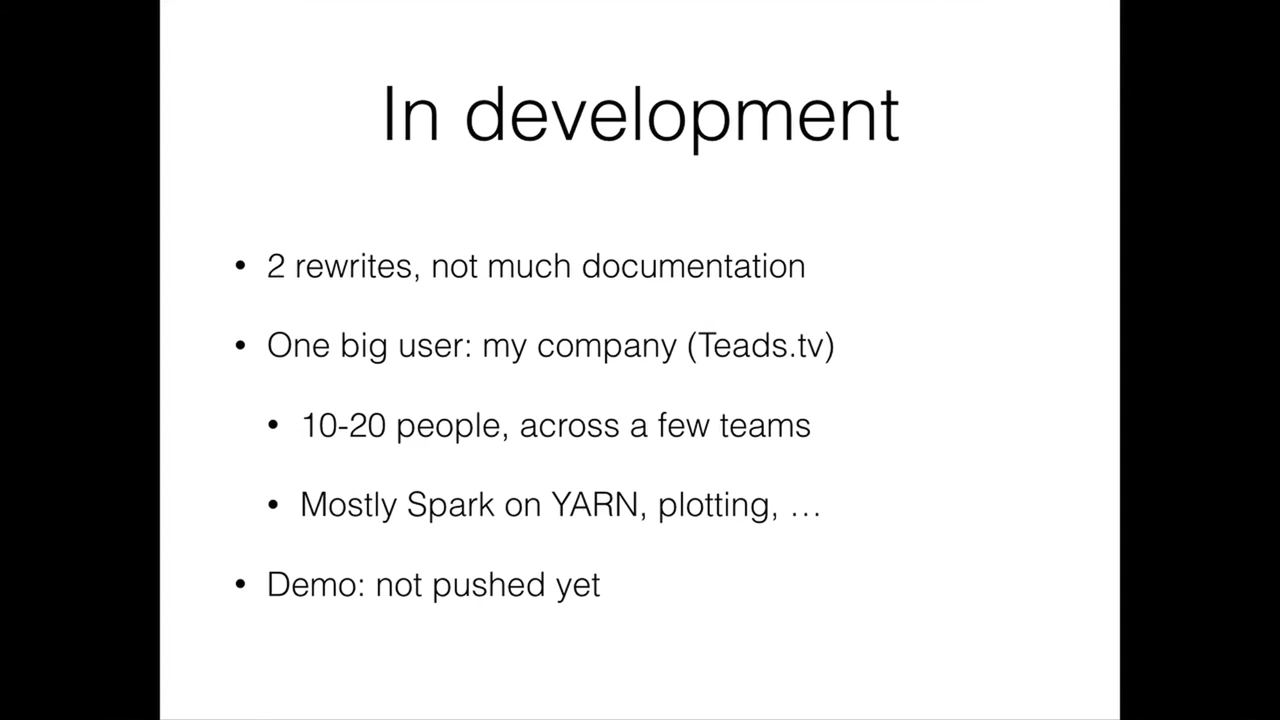 In development
• 2 rewrites, not much documentation
• One big user: my company (Teads.tv)
• 10-20 people, across a few teams
• Mostly Spark on YARN, plotting, …
• Demo: not pushed yet